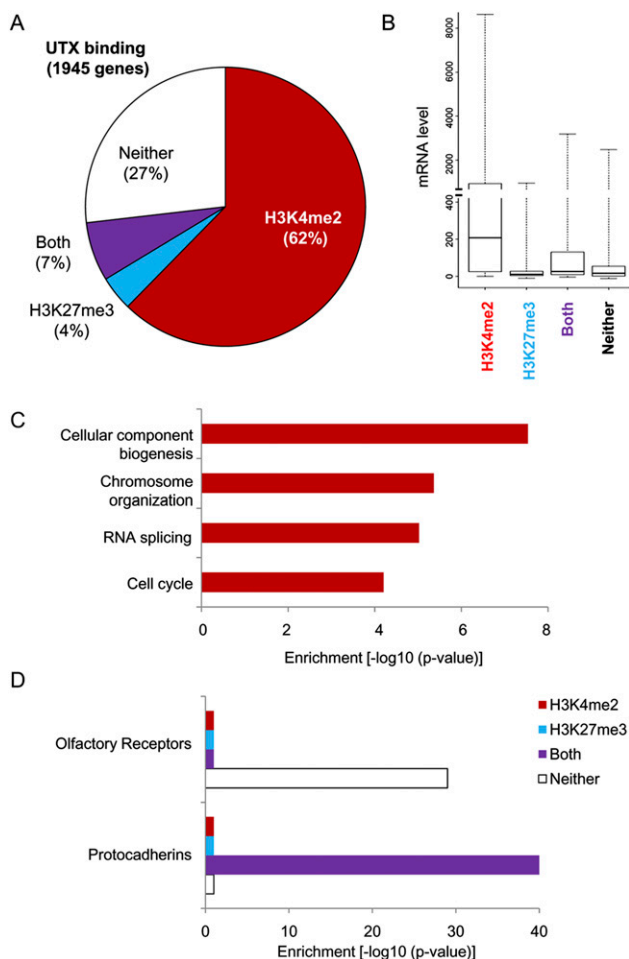 A
UTX binding
(1945 genes)
Neither
(27%)
Both
(7%)
H3K27me3
(4%)
H3K4me2
(62%)
B
mRNA level
8000
6000
4000
2000
400
200
0
H3K4me2
H3K27me3
Both
Neither
C
Cellular component
biogenesis
Chromosome
organization
RNA splicing
Cell cycle
0 2 4 6 8
Enrichment [-log10 (p-value)]
D
Olfactory Receptors
Protocadherins
H3K4me2
H3K27me3
Both
Neither
0 10 20 30 40
Enrichment [-log10 (p-value)]